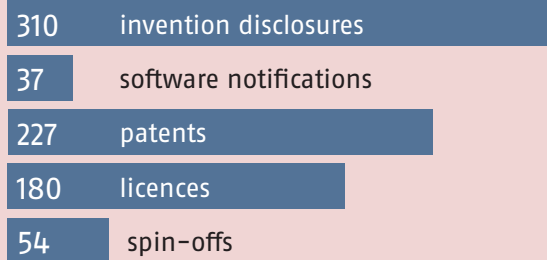 310 invention disclosures
37 software notifications
227 patents
180 licences
54 spin-offs